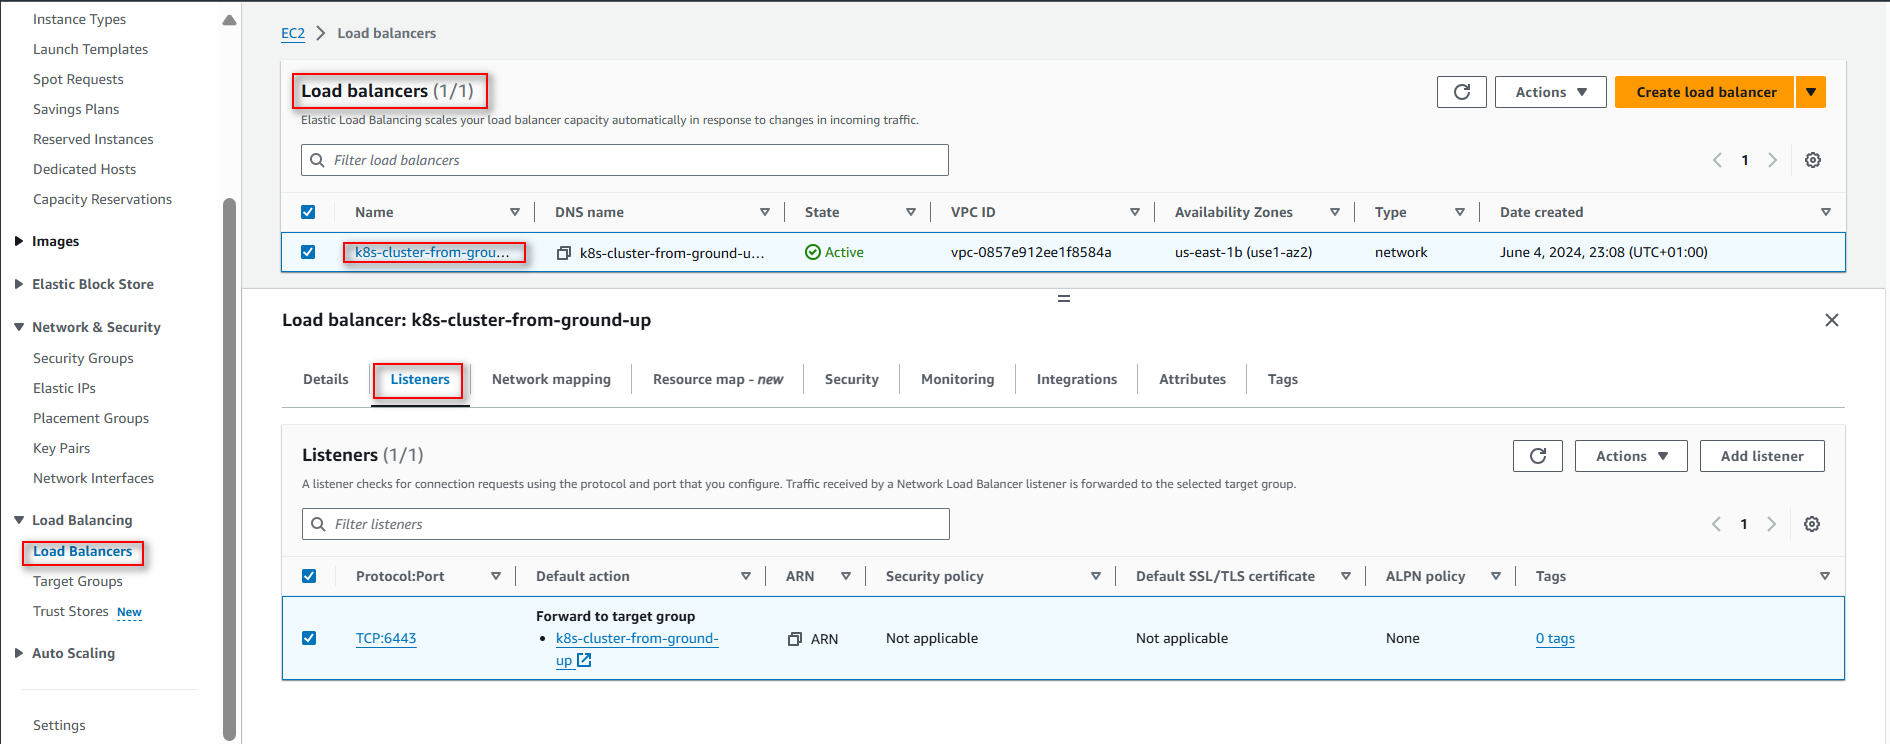 Instance Types
Launch Templates
Spot Requests
Savings Plans
Reserved Instances
Dedicated Hosts
Capacity Reservations
Images
Elastic Block Store
Network & Security
Security Groups
Elastic IPs
Placement Groups
Key Pairs
Network Interfaces
Load Balancing
Load Balancers
Target Groups
Trust Stores New
Auto Scaling
Settings
EC2 > Load balancers
Load balancers (1/1)
Actions
Create load balancer
Elastic Load Balancing scales your load balancer capacity automatically in response to changes in incoming traffic.
Filter load balancers
1
Name DNS name State VPC ID Availability Zones Type Date created
k8s-cluster-from-grou... k8s-cluster-from-ground-u... Active vpc-0857e912ee1f8584a us-east-1b (use1-az2) network June 4, 2024, 23:08 (UTC+01:00)
Load balancer: k8s-cluster-from-ground-up
Details Listeners Network mapping Resource map - new Security Monitoring Integrations Attributes Tags
Listeners (1/1)
Actions
Add listener
A listener checks for connection requests using the protocol and port that you configure. Traffic received by a Network Load Balancer listener is forwarded to the selected target group.
Filter listeners
1
Protocol:Port Default action ARN Security policy Default SSL/TLS certificate ALPN policy Tags
Forward to target group
TCP:6443 • k8s-cluster-from-ground- ARN Not applicable Not applicable None 0 tags
up